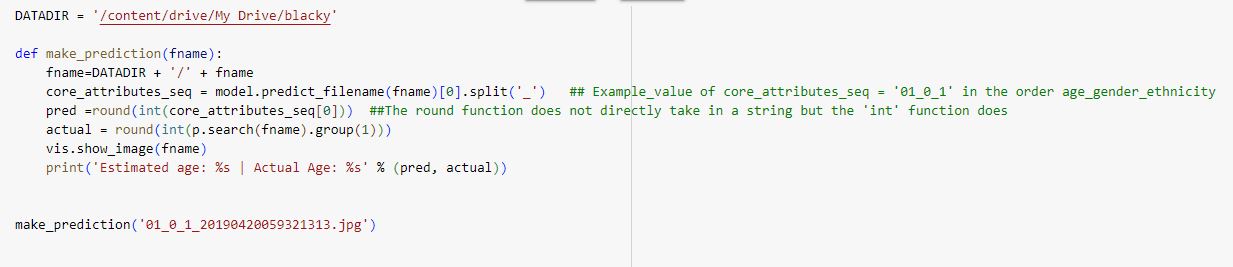 DATADIR = '/content/drive/My Drive/blacky'
def make_prediction(fname):
fname=DATADIR + '/' + fname
core_attributes_seq = model.predict_filename(fname)[0].split('_')   ## Example_value of core_attributes_seq = '01_0_1' in the order age_gender_ethnicity
pred =round(int(core_attributes_seq[0]))  ##The round function does not directly take in a string but the 'int' function does
actual = round(int(p.search(fname).group(1)))
vis.show_image(fname)
print('Estimated age: %s | Actual Age: %s' % (pred, actual))
make_prediction('01_0_1_20190420059321313.jpg')